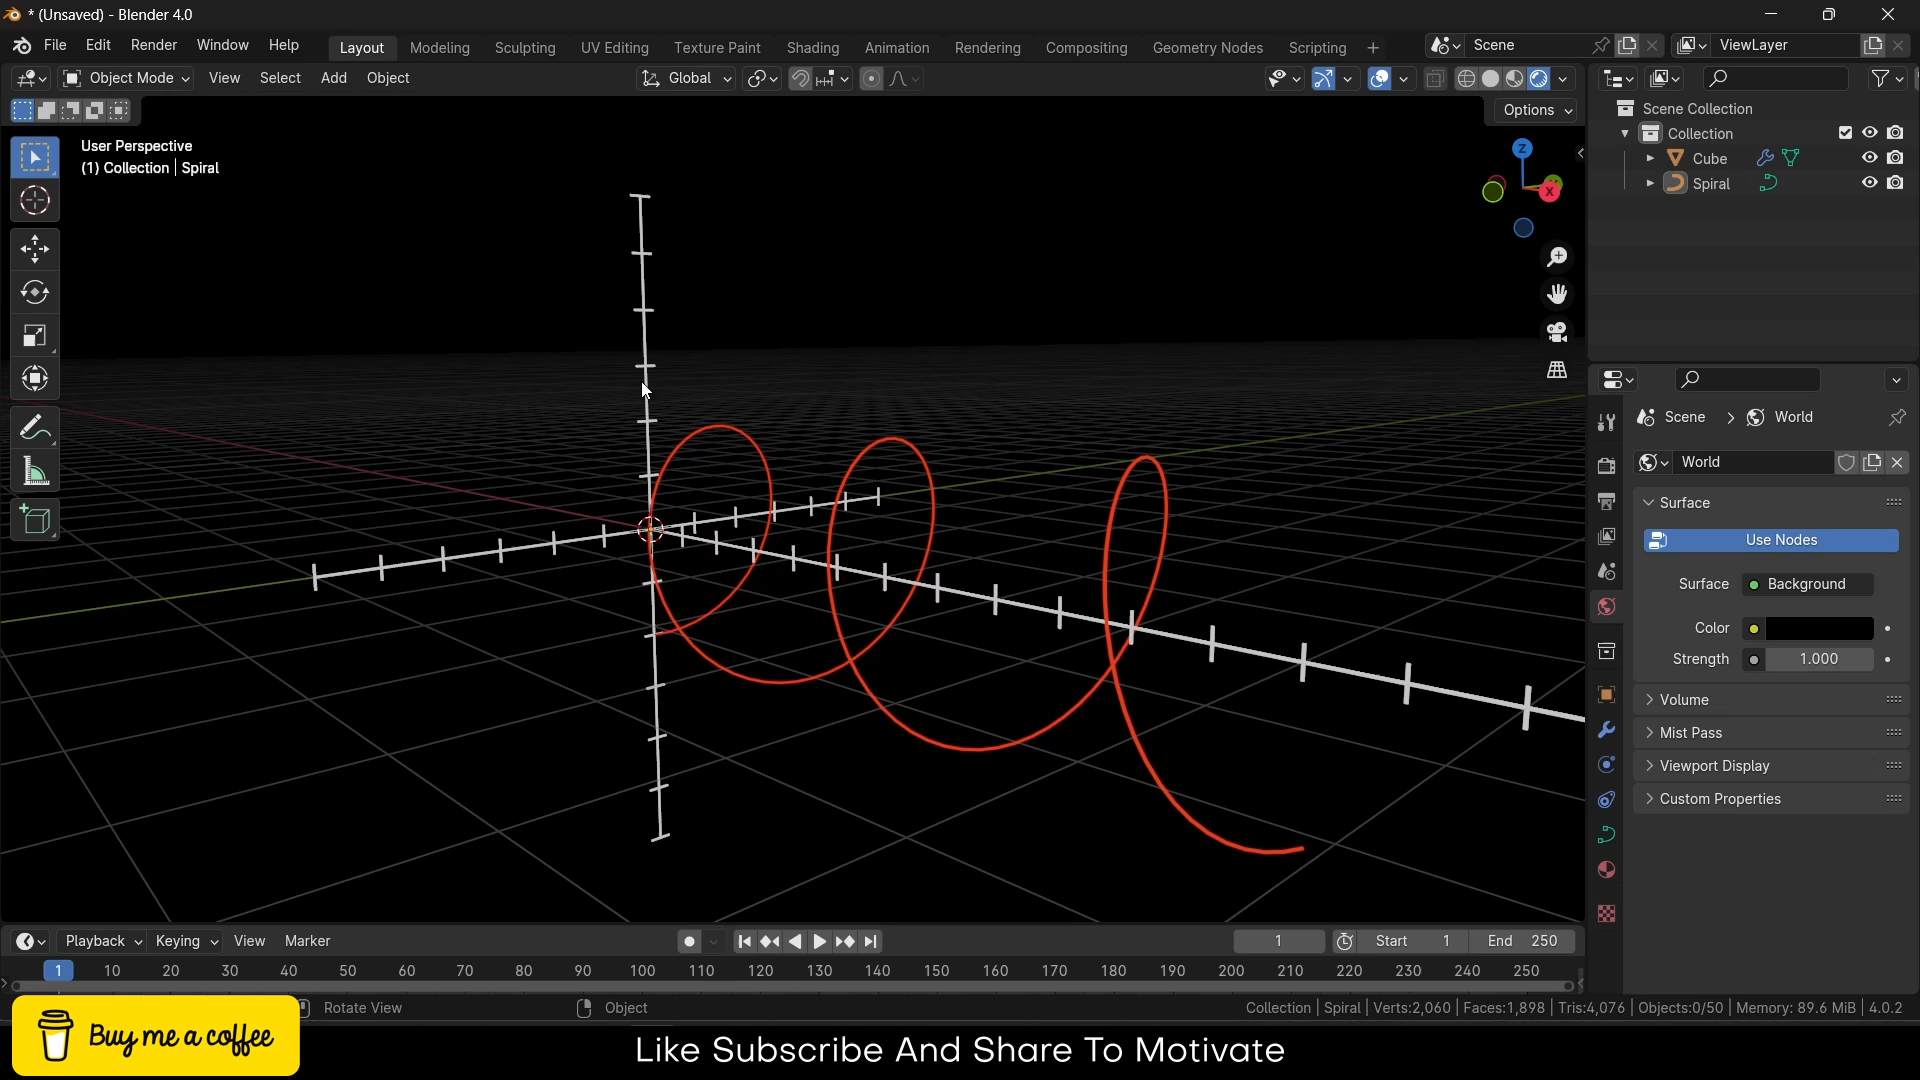 * (Unsaved) - Blender 4.0
File Edit Render Window Help Layout Modeling Sculpting UV Editing Texture Paint Shading Animation Rendering Compositing Geometry Nodes Scripting + Scene ViewLayer
Object Mode View Select Add Object Global
Options
User Perspective
(1) Collection | Spiral
Z
X
Scene Collection
Collection
Cube
Spiral
Scene > World
World
Surface
Use Nodes
Surface Background
Color
Strength 1.000
Volume
Mist Pass
Viewport Display
Custom Properties
Playback Keying View Marker 1 Start 1 End 250
1 10 20 30 40 50 60 70 80 90 100 110 120 130 140 150 160 170 180 190 200 210 220 230 240 250
Rotate View Object Collection | Spiral | Verts:2,060 | Faces:1,898 | Tris:4,076 | Objects:0/50 | Memory: 89.6 MiB | 4.0.2
Buy me a coffee
Like Subscribe And Share To Motivate